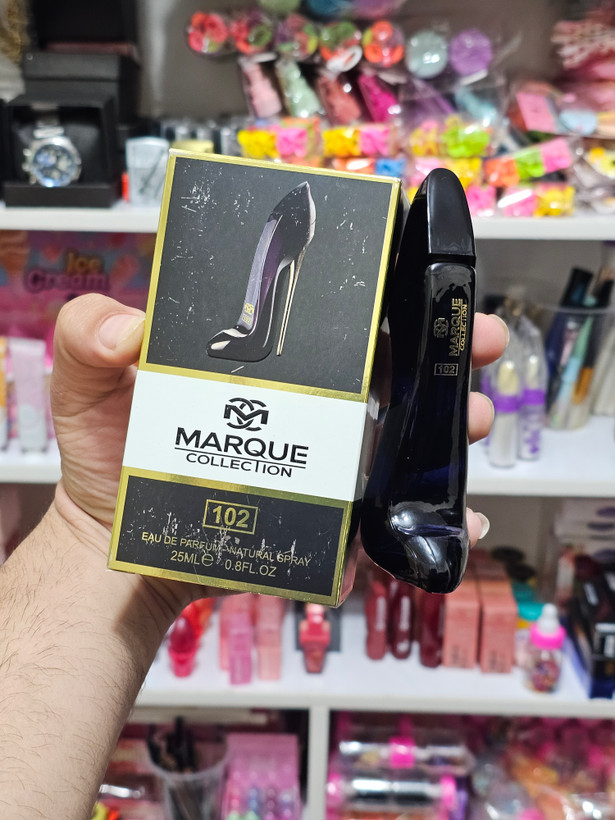 MARQUE
COLLECTION
102
EAU DE PARFUM NATURAL SPRAY
25ML℮ 0.8FL.OZ
MARQUE
COLLECTION
102
Ice
Cream